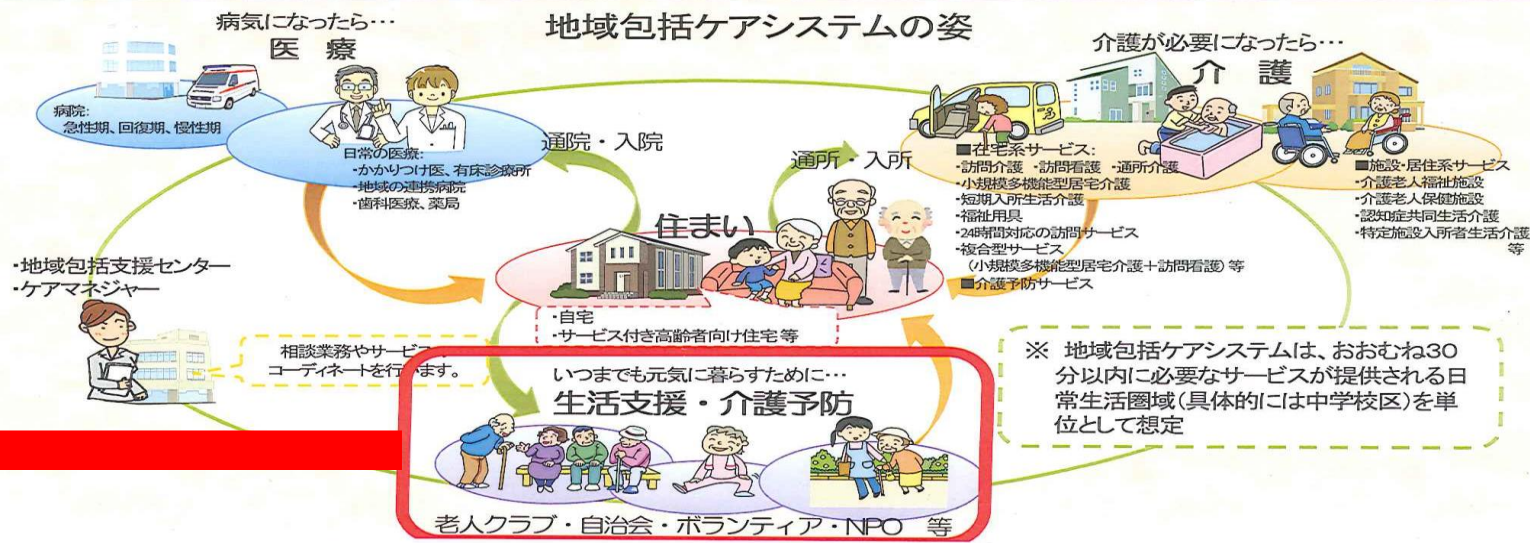 地域包括ケアシステムの姿
病気になったら…
医 療
病院:
急性期、回復期、慢性期
日常の医療:
・かかりつけ医、有床診療所
・地域の連携病院
・歯科医療、薬局
通院・入院
通所・入所
介護が必要になったら…
介 護
■在宅系サービス:
・訪問介護 ・訪問看護 ・通所介護
・小規模多機能型居宅介護
・短期入所生活介護
・福祉用具
・24時間対応の訪問サービス
・複合型サービス
(小規模多機能型居宅介護+訪問看護)等
■介護予防サービス
■施設・居住系サービス
・介護老人福祉施設
・介護老人保健施設
・認知症共同生活介護
・特定施設入所者生活介護
等
住まい
・自宅
・サービス付き高齢者向け住宅等
・地域包括支援センター
・ケアマネジャー
相談業務やサービス
コーディネートを行います。
いつまでも元気に暮らすために…
生活支援・介護予防
老人クラブ・自治会・ボランティア・NPO 等
※ 地域包括ケアシステムは、おおむね30
分以内に必要なサービスが提供される日
常生活圏域(具体的には中学校区)を単
位として想定